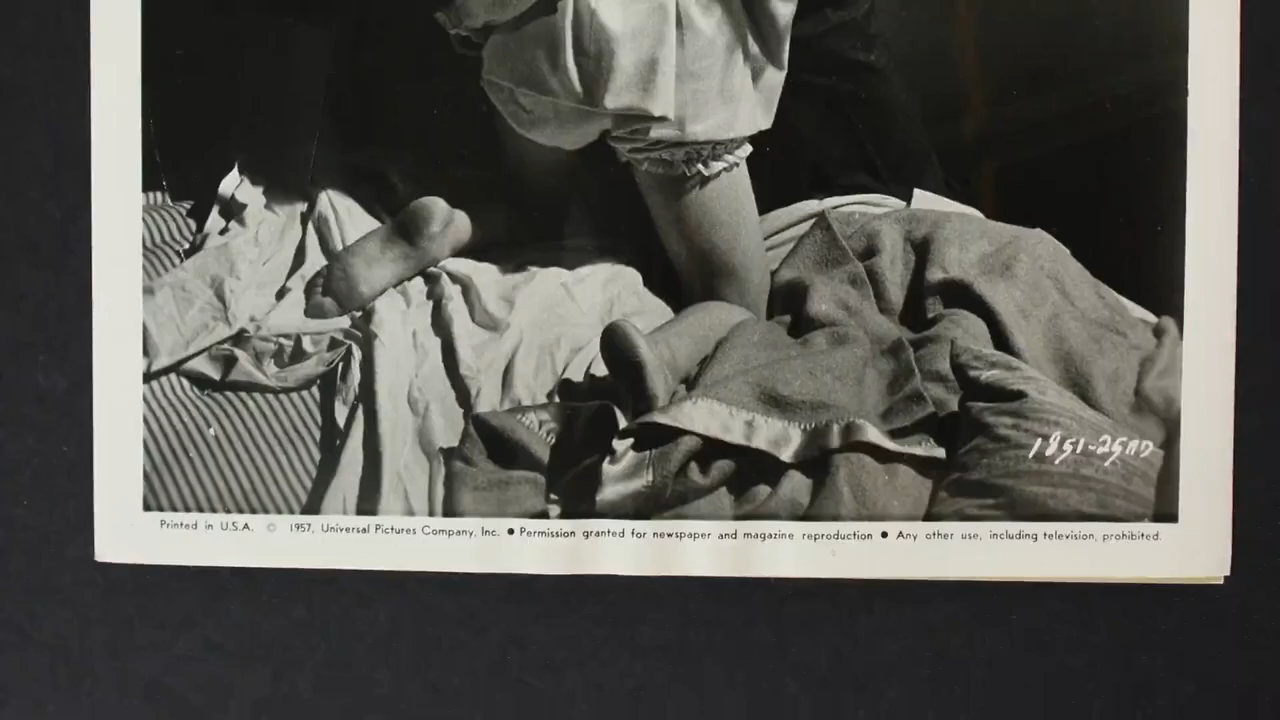 1851-25AD
Printed in U.S.A. © 1957, Universal Pictures Company, Inc. ● Permission granted for newspaper and magazine reproduction ● Any other use, including television, prohibited.